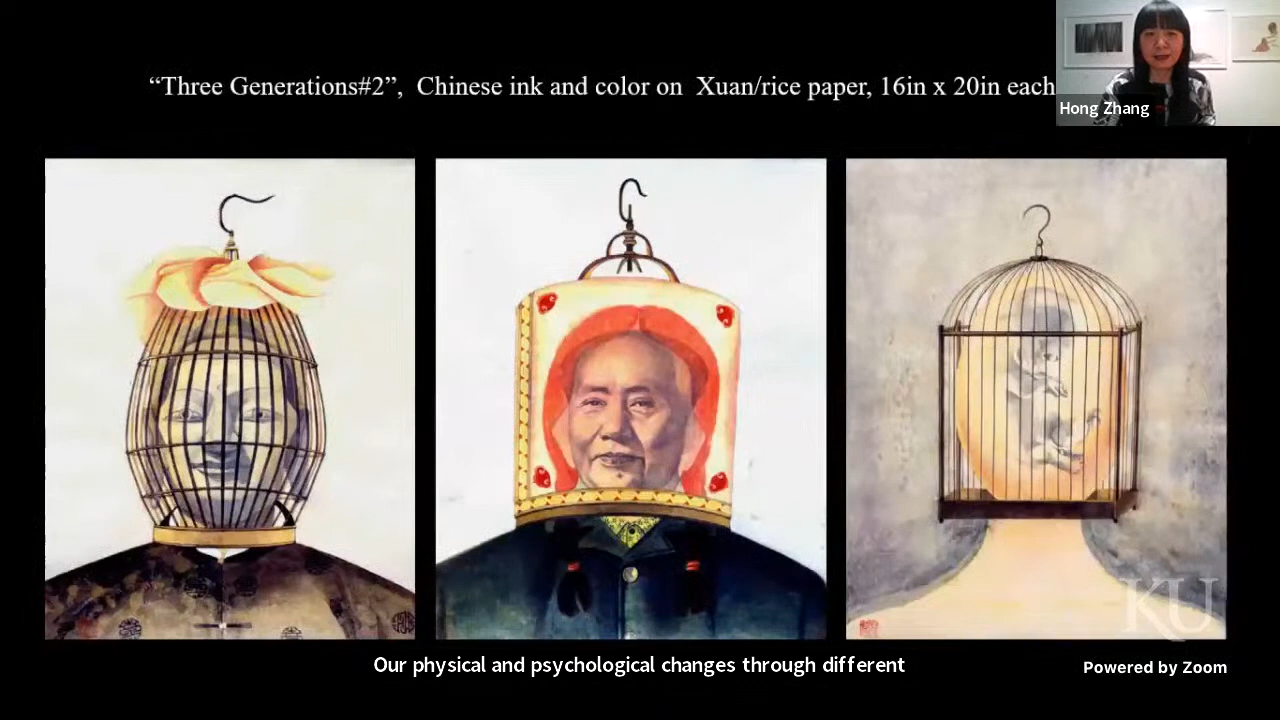 “Three Generations#2”,  Chinese ink and color on  Xuan/rice paper, 16in x 20in each
Hong Zhang
KU
Our physical and psychological changes through different
Powered by Zoom